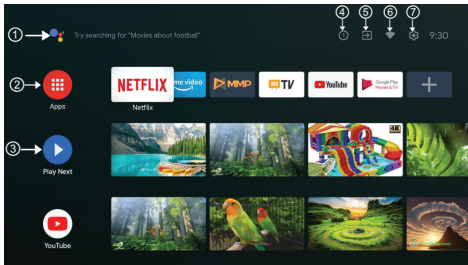 ④ ⑤ ⑥ ⑦
① Try searching for "Movies about football" 9:30
② NETFLIX prime video MMP TV YouTube Google Play Movies & TV
Apps Netflix
4K
③
Play Next
YouTube